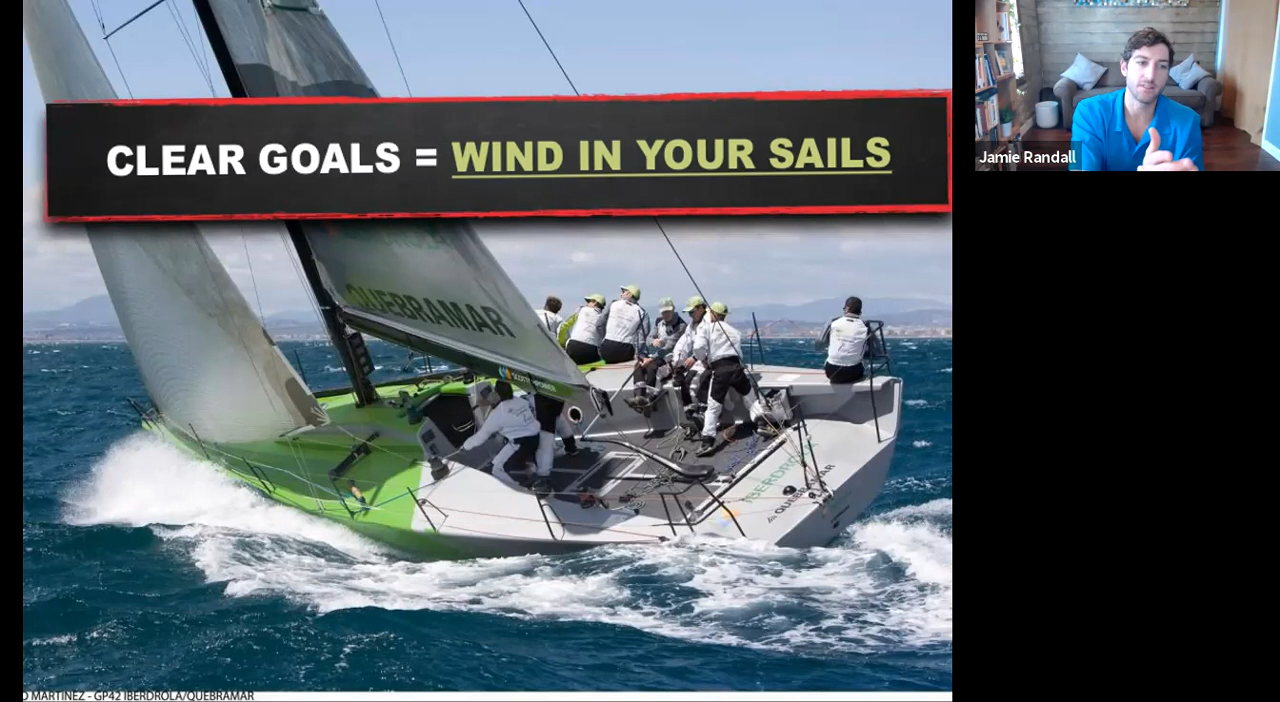 CLEAR GOALS = WIND IN YOUR SAILS
Jamie Randall
QUEBRAMAR
IBERDROLA
QUEBRAMAR
MARTINEZ - GP42 IBERDROLA/QUEBRAMAR